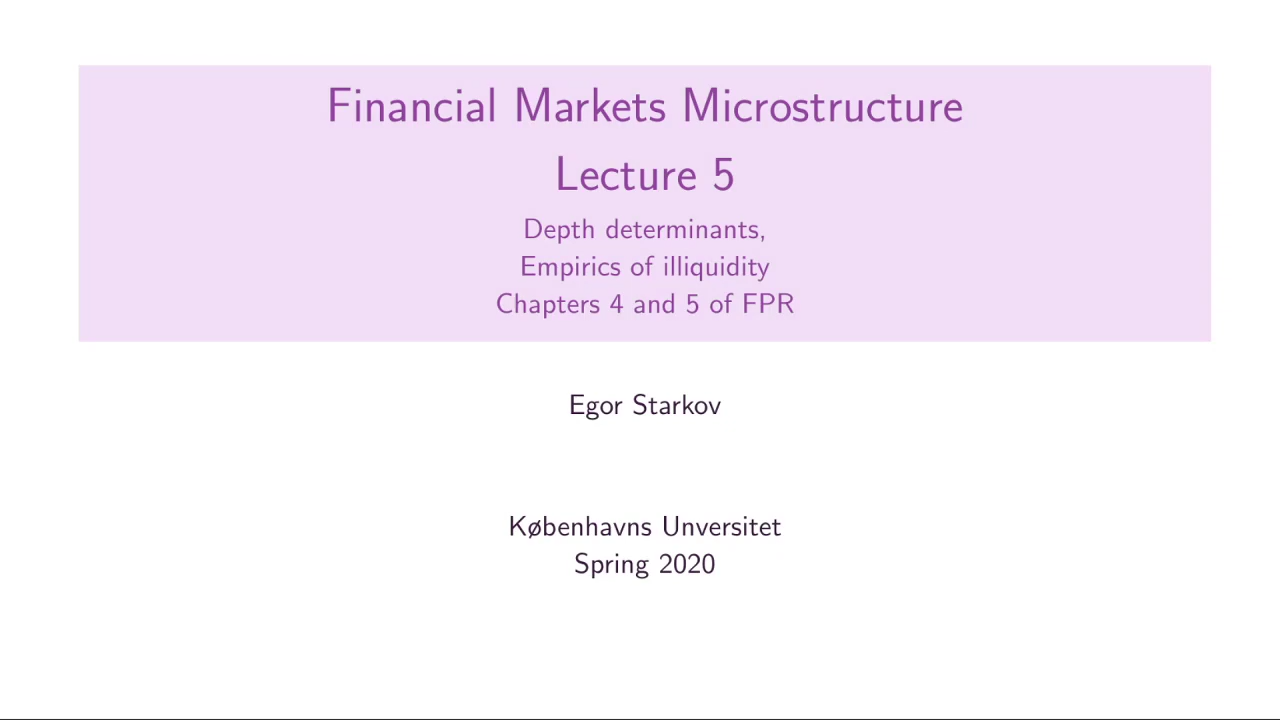 Financial Markets Microstructure
Lecture 5
Depth determinants,
Empirics of illiquidity
Chapters 4 and 5 of FPR
Egor Starkov
Københavns Unversitet
Spring 2020